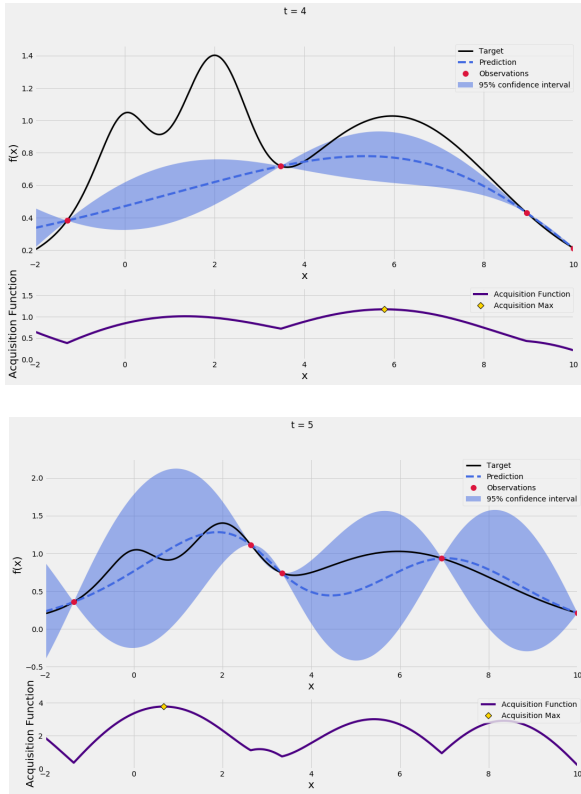 t = 4
Target
Prediction
Observations
95% confidence interval
f(x)
1.4
1.2
1.0
0.8
0.6
0.4
0.2
−2 0 2 4 6 8 10
x
Acquisition Function
Acquisition Function
Acquisition Max
1.5
1.0
0.5
0.0
−2 0 2 4 6 8 10
x
t = 5
Target
Prediction
Observations
95% confidence interval
f(x)
2.0
1.5
1.0
0.5
0.0
−0.5
−2 0 2 4 6 8 10
x
Acquisition Function
Acquisition Function
Acquisition Max
4
2
0
−2 0 2 4 6 8 10
x